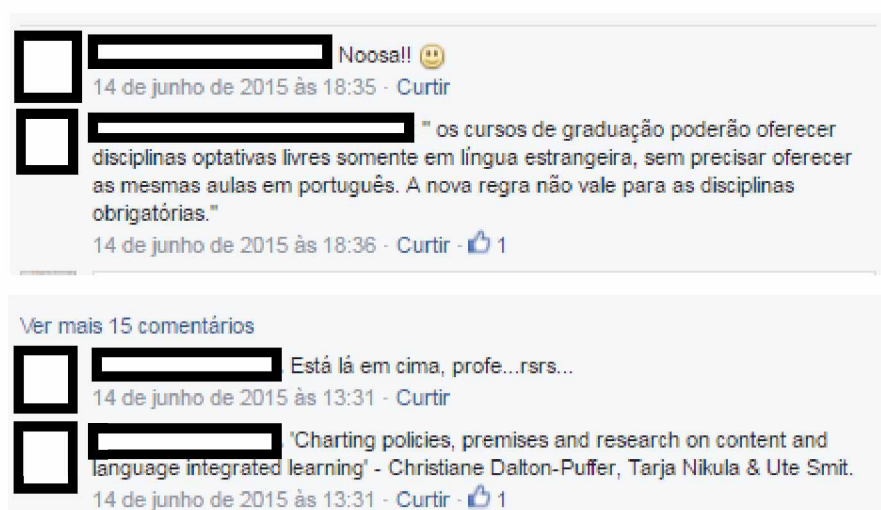 Noosa!!
14 de junho de 2015 às 18:35 · Curtir
" os cursos de graduação poderão oferecer
disciplinas optativas livres somente em língua estrangeira, sem precisar oferecer
as mesmas aulas em português. A nova regra não vale para as disciplinas
obrigatórias."
14 de junho de 2015 às 18:36 · Curtir · 1
Ver mais 15 comentários
Está lá em cima, profe...rsrs...
14 de junho de 2015 às 13:31 · Curtir
'Charting policies, premises and research on content and
language integrated learning' - Christiane Dalton-Puffer, Tarja Nikula & Ute Smit.
14 de junho de 2015 às 13:31 · Curtir · 1